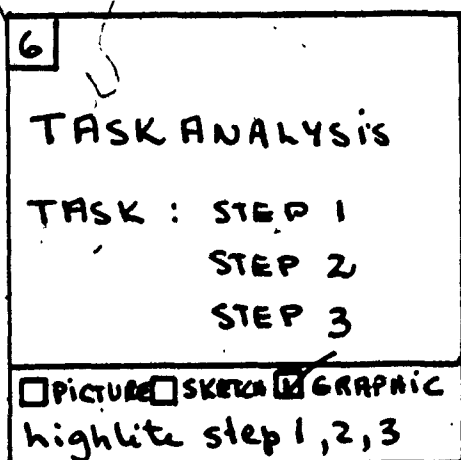 6
TASK ANALYSIS
TASK : STEP 1
STEP 2
STEP 3
☐PICTURE ☐SKETCH ☑GRAPHIC
highlite step 1, 2, 3